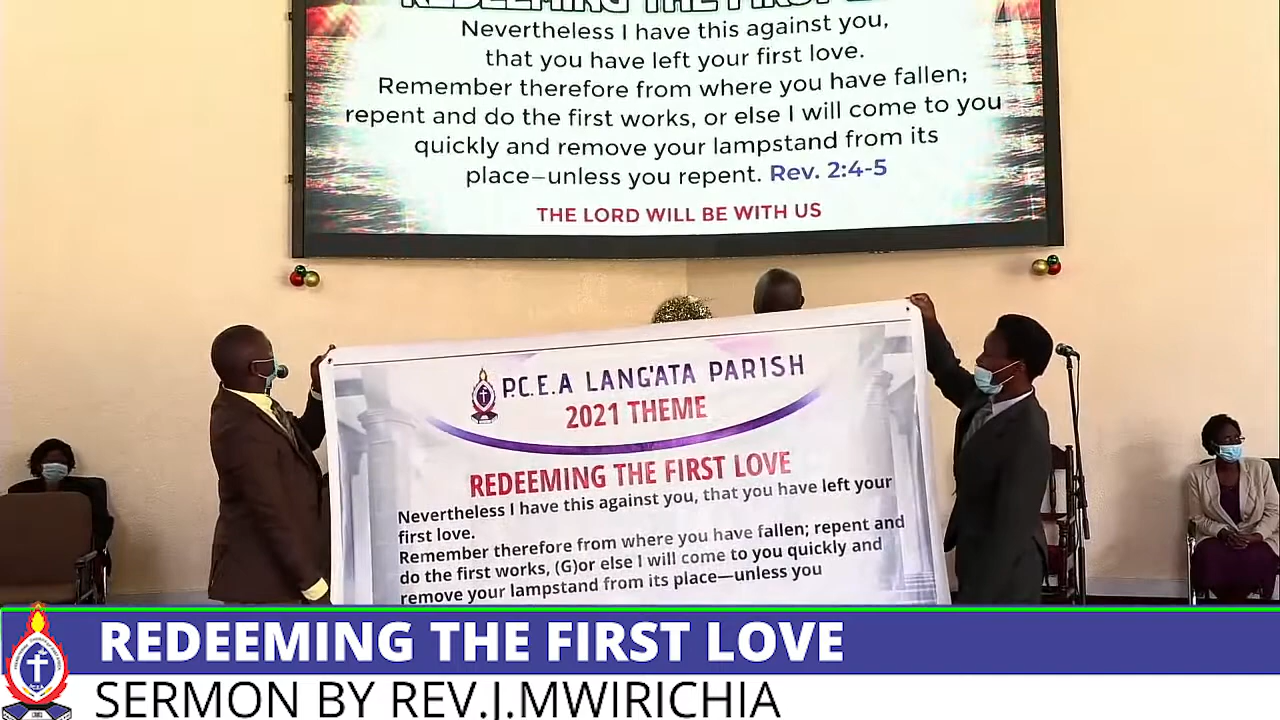 REDEEMING THE FIRST
Nevertheless I have this against you,
that you have left your first love.
Remember therefore from where you have fallen;
repent and do the first works, or else I will come to you
quickly and remove your lampstand from its
place—unless you repent. Rev. 2:4-5
THE LORD WILL BE WITH US
P.C.E.A LANG'ATA PARISH
2021 THEME
REDEEMING THE FIRST LOVE
Nevertheless I have this against you, that you have left your
first love.
Remember therefore from where you have fallen; repent and
do the first works, (G)or else I will come to you quickly and
remove your lampstand from its place—unless you
REDEEMING THE FIRST LOVE
SERMON BY REV.J.MWIRICHIA